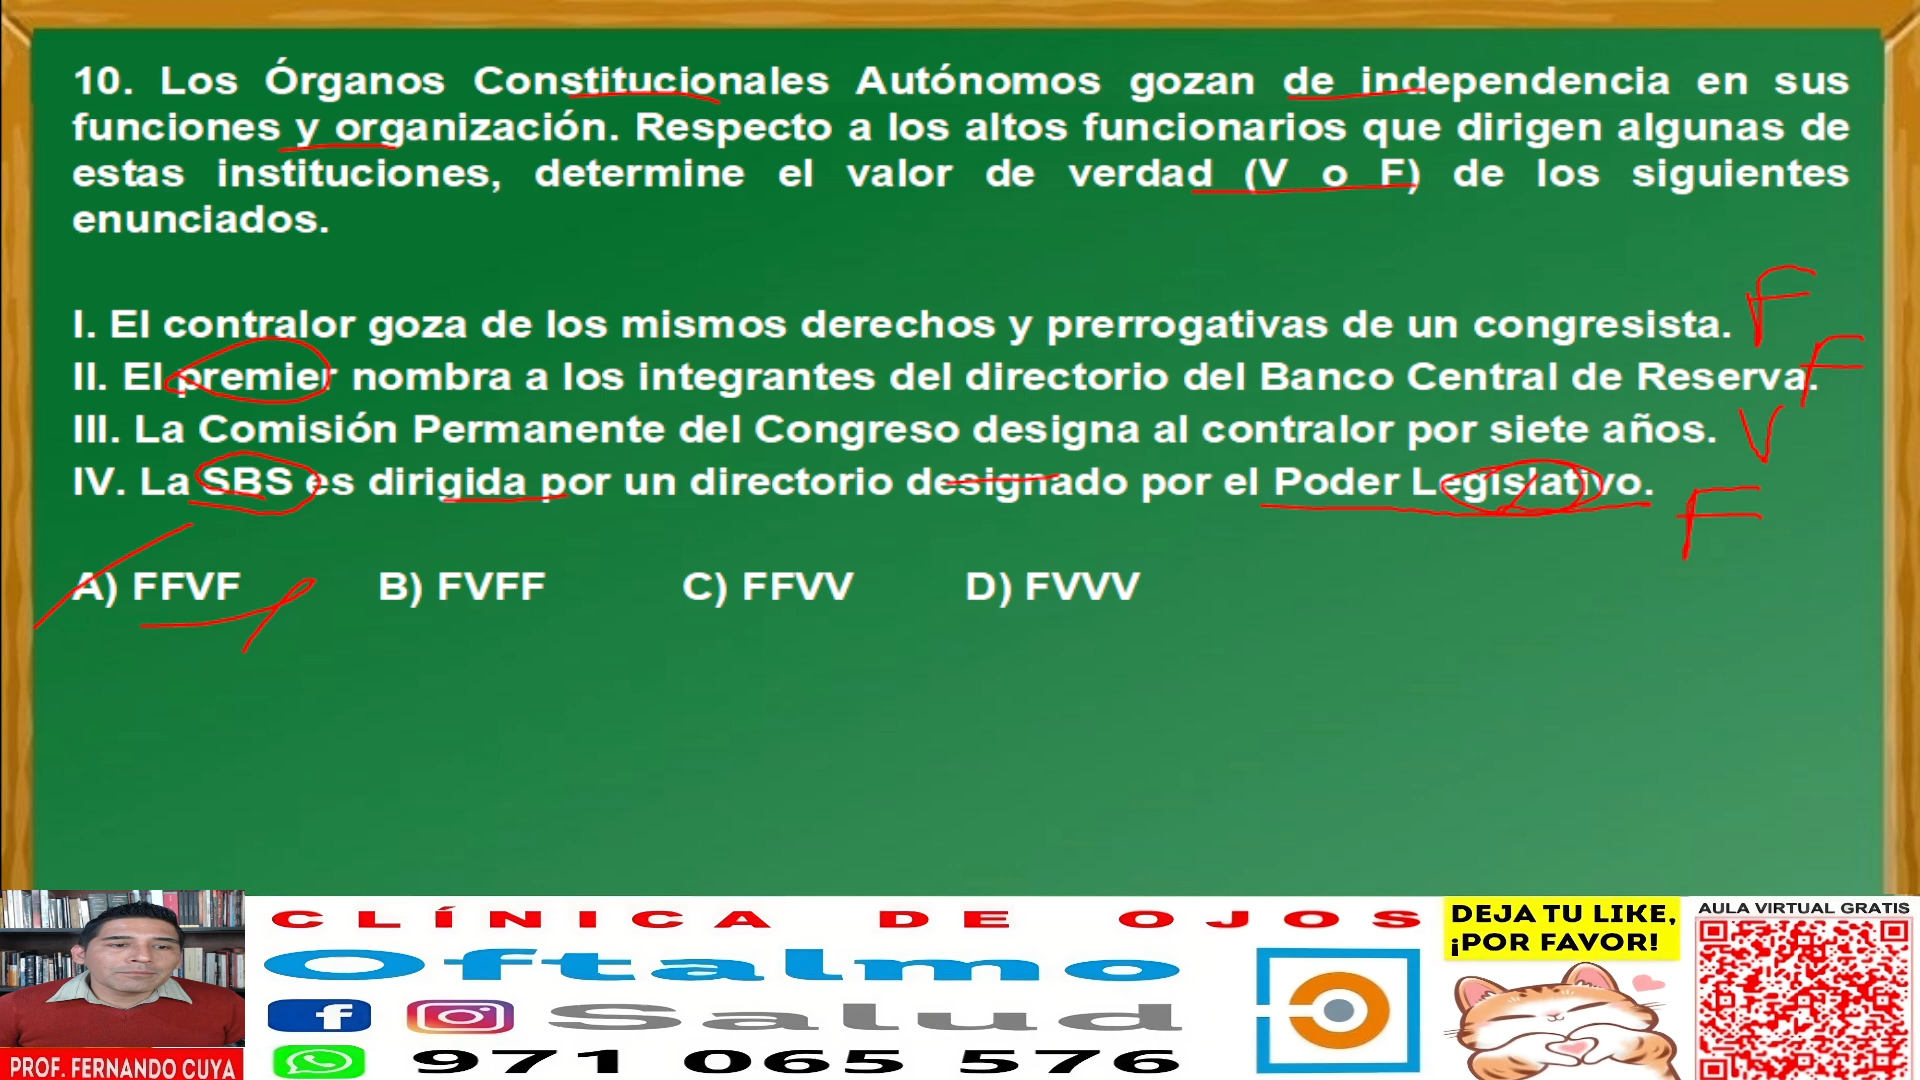 10. Los Órganos Constitucionales Autónomos gozan de independencia en sus
funciones y organización. Respecto a los altos funcionarios que dirigen algunas de
estas instituciones, determine el valor de verdad (V o F) de los siguientes
enunciados.
I. El contralor goza de los mismos derechos y prerrogativas de un congresista. F
II. El premier nombra a los integrantes del directorio del Banco Central de Reserva. F
III. La Comisión Permanente del Congreso designa al contralor por siete años. V
IV. La SBS es dirigida por un directorio designado por el Poder Legislativo. F
A) FFVF B) FVFF C) FFVV D) FVVV
PROF. FERNANDO CUYA
CLÍNICA DE OJOS
Oftalmo
Salud
971 065 576
DEJA TU LIKE,
¡POR FAVOR!
AULA VIRTUAL GRATIS